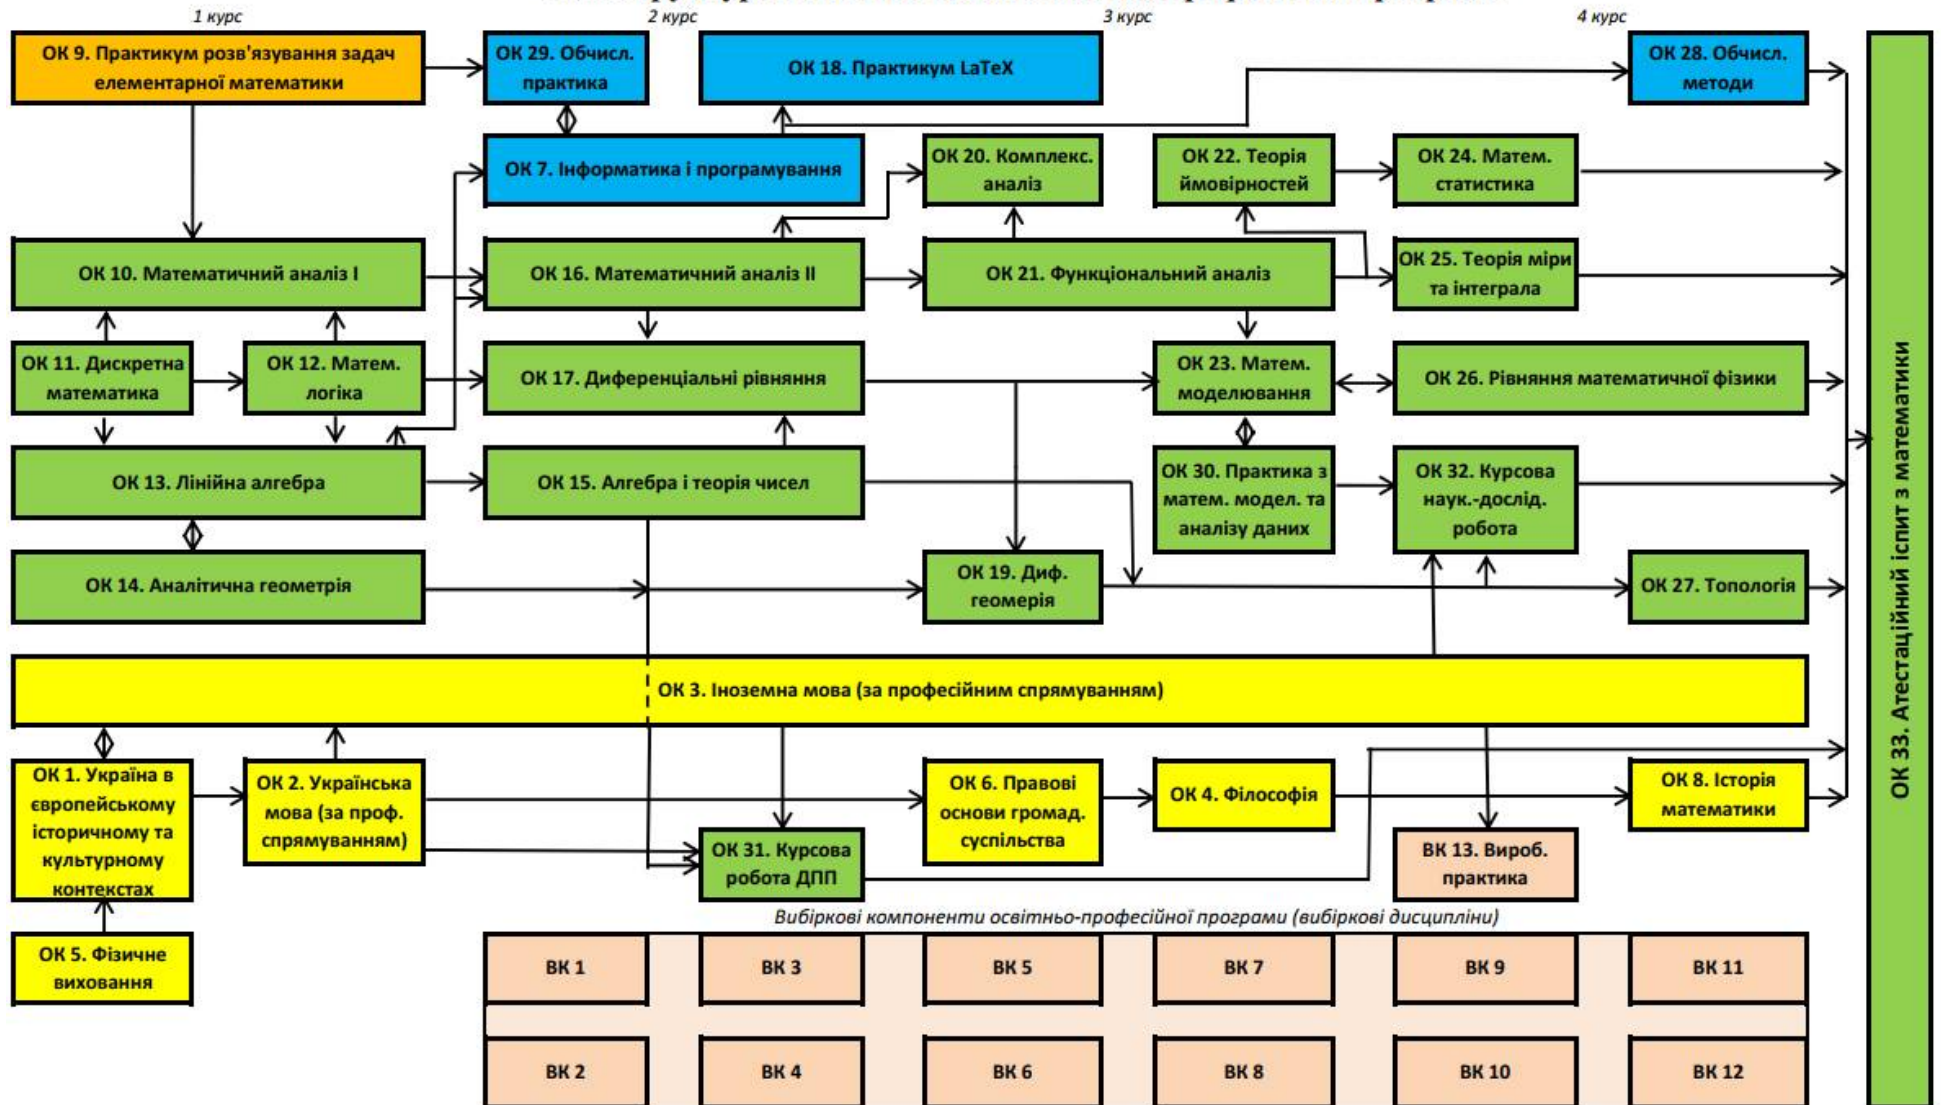 1 курс
2 курс
3 курс
4 курс
ОК 9. Практикум розв'язування задач
елементарної математики
ОК 29. Обчисл.
практика
ОК 18. Практикум LaTeX
ОК 28. Обчисл.
методи
ОК 7. Інформатика і програмування
ОК 20. Комплекс.
аналіз
ОК 22. Теорія
ймовірностей
ОК 24. Матем.
статистика
ОК 10. Математичний аналіз І
ОК 16. Математичний аналіз ІІ
ОК 21. Функціональний аналіз
ОК 25. Теорія міри
та інтеграла
ОК 11. Дискретна
математика
ОК 12. Матем.
логіка
ОК 17. Диференціальні рівняння
ОК 23. Матем.
моделювання
ОК 26. Рівняння математичної фізики
ОК 13. Лінійна алгебра
ОК 15. Алгебра і теорія чисел
ОК 30. Практика з
матем. модел. та
аналізу даних
ОК 32. Курсова
наук.-дослід.
робота
ОК 14. Аналітична геометрія
ОК 19. Диф.
геомерія
ОК 27. Топологія
ОК 3. Іноземна мова (за професійним спрямуванням)
ОК 1. Україна в
європейському
історичному та
культурному
контекстах
ОК 2. Українська
мова (за проф.
спрямуванням)
ОК 6. Правові
основи громад.
суспільства
ОК 4. Філософія
ОК 8. Історія
математики
ОК 31. Курсова
робота ДПП
ВК 13. Вироб.
практика
ОК 5. Фізичне
виховання
Вибіркові компоненти освітньо-професійної програми (вибіркові дисципліни)
ВК 1
ВК 3
ВК 5
ВК 7
ВК 9
ВК 11
ВК 2
ВК 4
ВК 6
ВК 8
ВК 10
ВК 12
ОК 33. Атестаційний іспит з математики